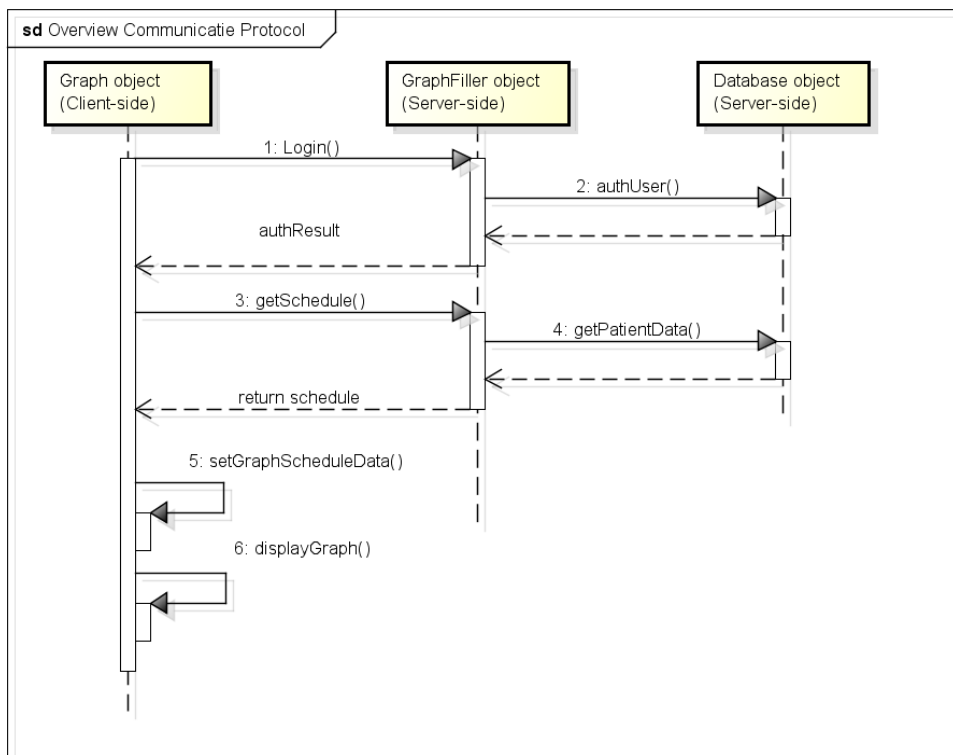 sd Overview Communicatie Protocol
Graph object
(Client-side)
GraphFiller object
(Server-side)
Database object
(Server-side)
1: Login()
2: authUser()
authResult
3: getSchedule()
4: getPatientData()
return schedule
5: setGraphScheduleData()
6: displayGraph()